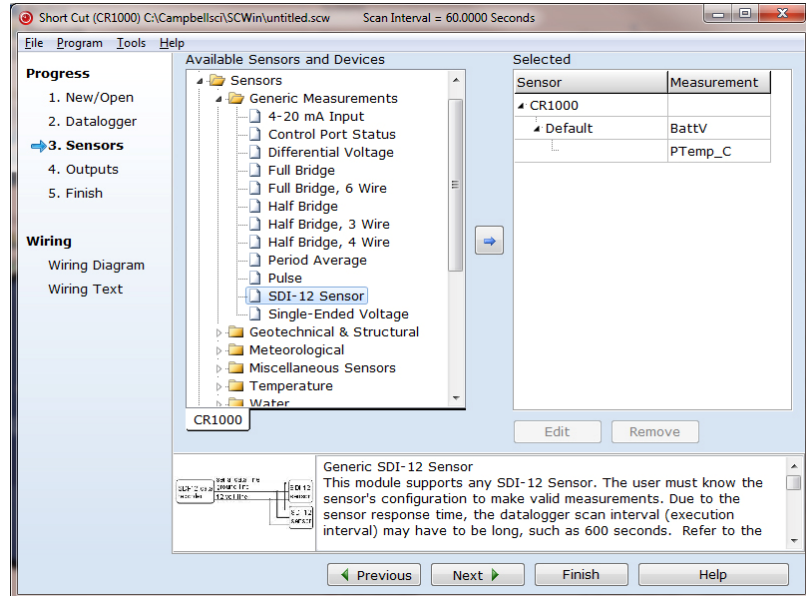 Short Cut (CR1000) C:\Campbellsci\SCWin\untitled.scw Scan Interval = 60.0000 Seconds
File Program Tools Help
Progress
1. New/Open
2. Datalogger
3. Sensors
4. Outputs
5. Finish
Wiring
Wiring Diagram
Wiring Text
Available Sensors and Devices
Sensors
Generic Measurements
4-20 mA Input
Control Port Status
Differential Voltage
Full Bridge
Full Bridge, 6 Wire
Half Bridge
Half Bridge, 3 Wire
Half Bridge, 4 Wire
Period Average
Pulse
SDI-12 Sensor
Single-Ended Voltage
Geotechnical & Structural
Meteorological
Miscellaneous Sensors
Temperature
Water
CR1000
Selected
Sensor Measurement
CR1000
Default BattV
PTemp_C
Edit Remove
Generic SDI-12 Sensor
This module supports any SDI-12 Sensor. The user must know the
sensor's configuration to make valid measurements. Due to the
sensor response time, the datalogger scan interval (execution
interval) may have to be long, such as 600 seconds. Refer to the
Previous Next Finish Help